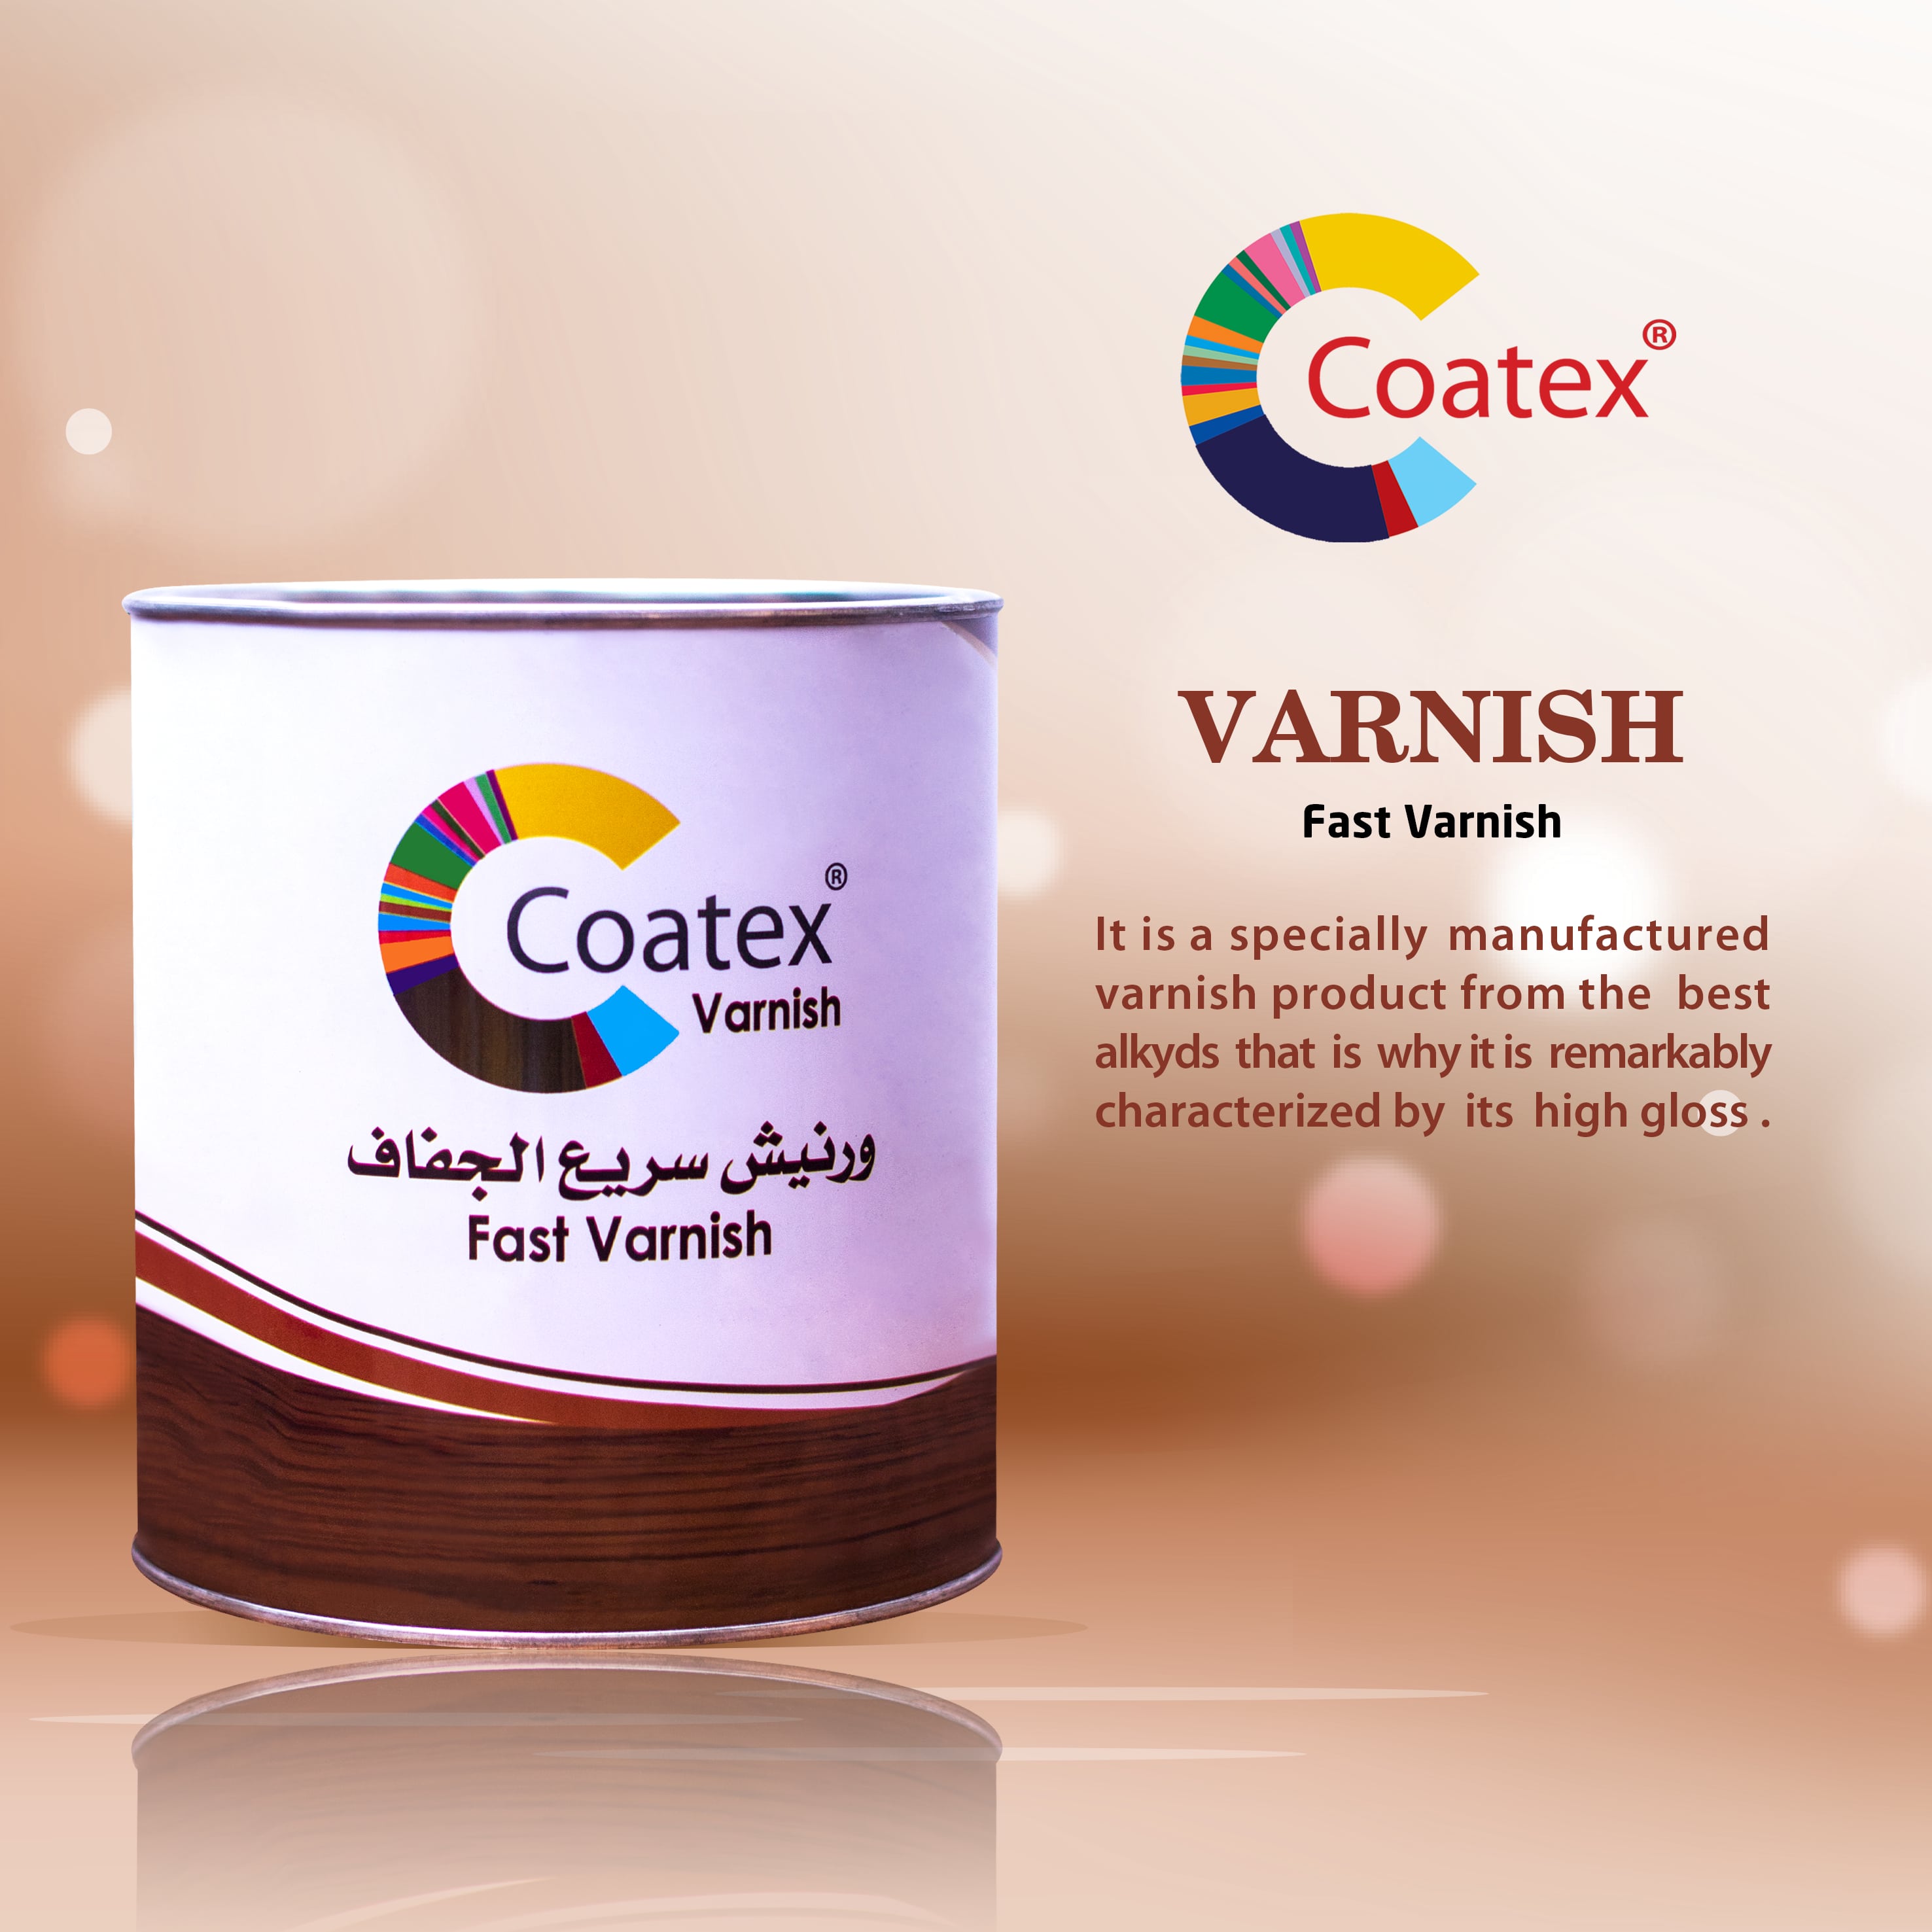 Coatex®
VARNISH
Fast Varnish
It is a specially manufactured
varnish product from the best
alkyds that is why it is remarkably
characterized by its high gloss .
Coatex®
Varnish
ورنيش سريع الجفاف
Fast Varnish